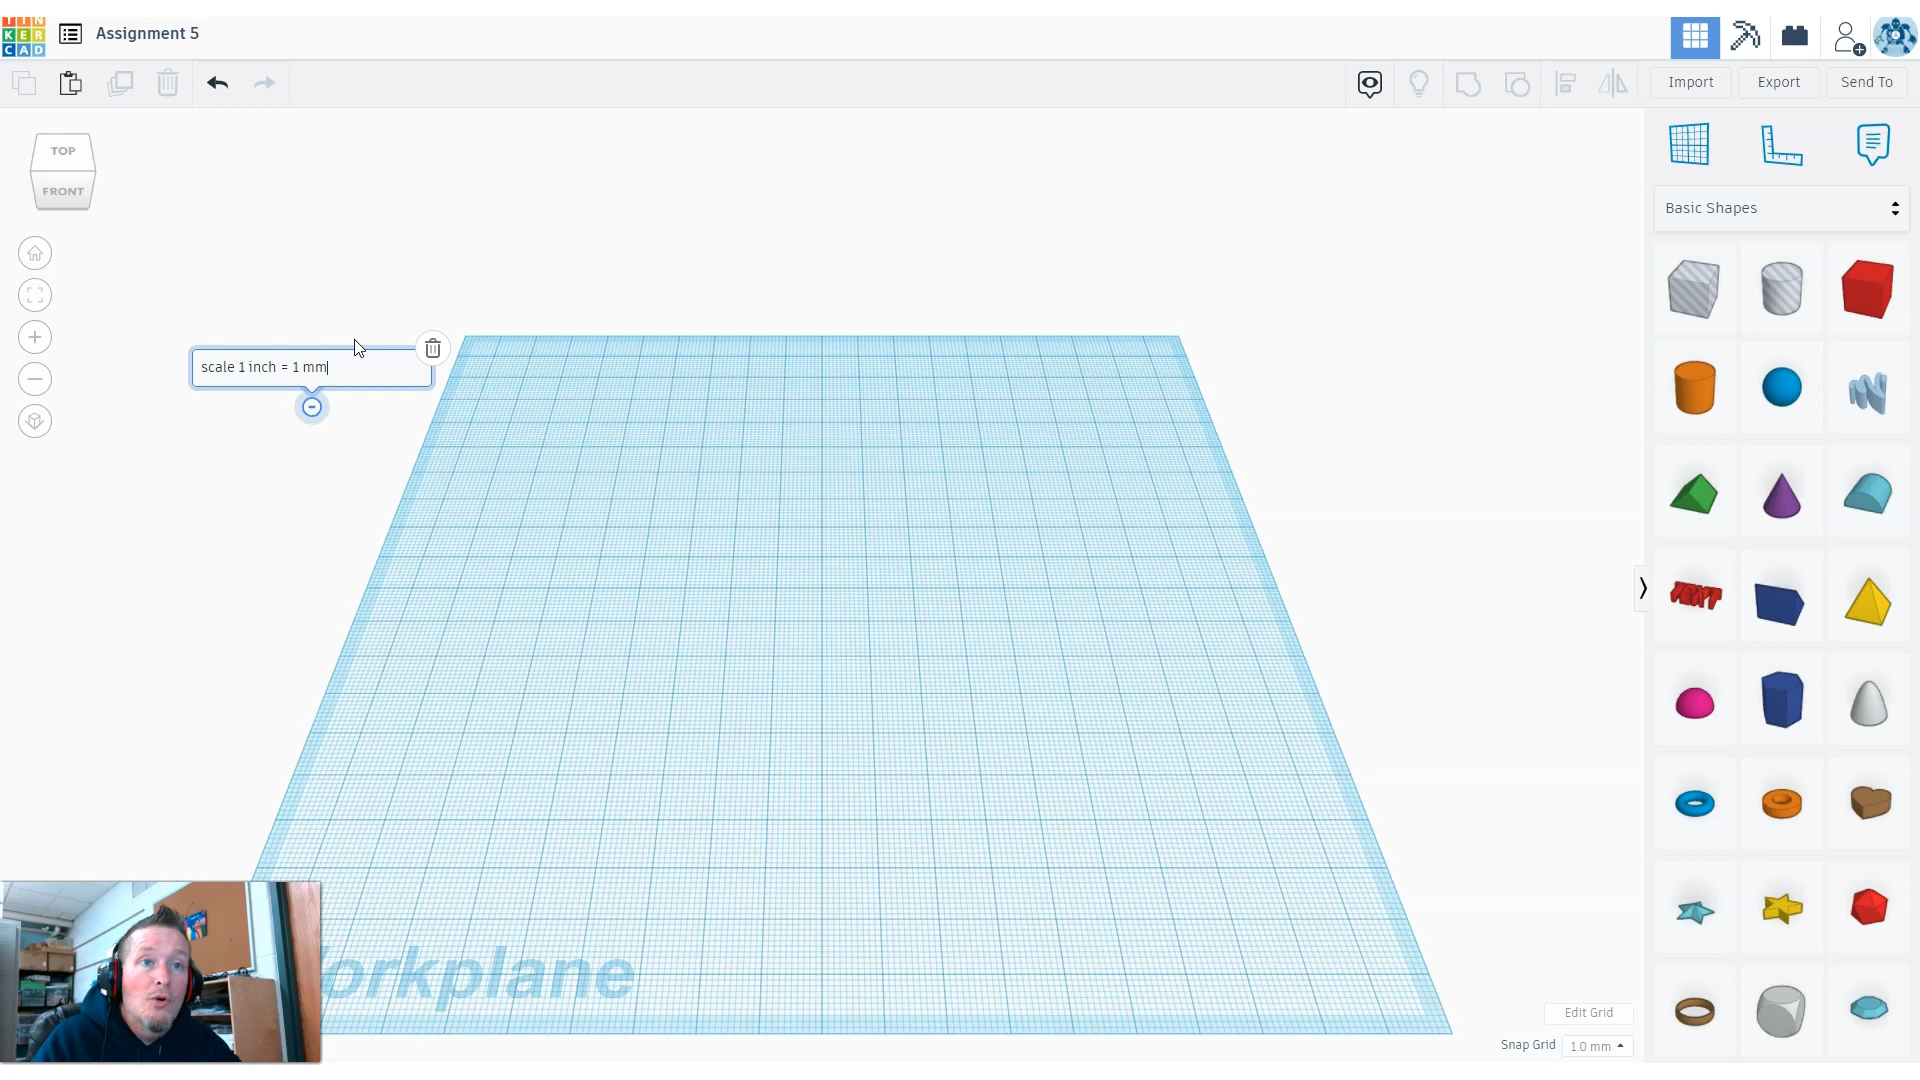 TIN
KER
CAD
Assignment 5
Import
Export
Send To
TOP
FRONT
Basic Shapes
scale 1 inch = 1 mm
TEXT
orkplane
Edit Grid
Snap Grid
1.0 mm